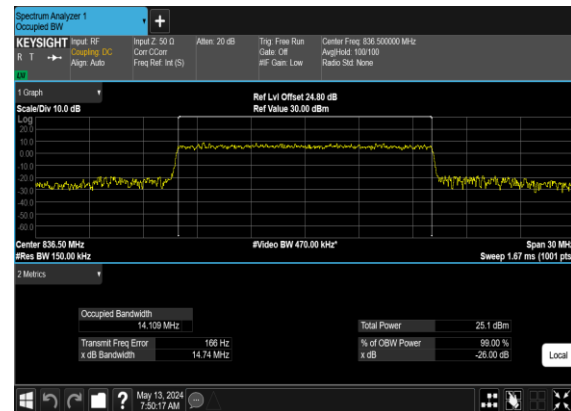 Spectrum Analyzer 1
Occupied BW
KEYSIGHT
R T
LW
Input: RF
Coupling: DC
Align: Auto
Input Z: 50 Ω
Corr CCorr
Freq Ref: Int (S)
Atten: 20 dB
Trig: Free Run
Gate: Off
#IF Gain: Low
Center Freq: 836.500000 MHz
Avg|Hold: 100/100
Radio Std: None
1 Graph
Scale/Div 10.0 dB
Ref Lvl Offset 24.80 dB
Ref Value 30.00 dBm
Log
20.0
10.0
0.00
-10.0
-20.0
-30.0
-40.0
-50.0
-60.0
Center 836.50 MHz
#Res BW 150.00 kHz
#Video BW 470.00 kHz*
Span 30 MHz
Sweep 1.67 ms (1001 pts
2 Metrics
Occupied Bandwidth
14.109 MHz
Transmit Freq Error 166 Hz
x dB Bandwidth 14.74 MHz
Total Power 25.1 dBm
% of OBW Power 99.00 %
x dB -26.00 dB
Local
May 13, 2024
7:50:17 AM